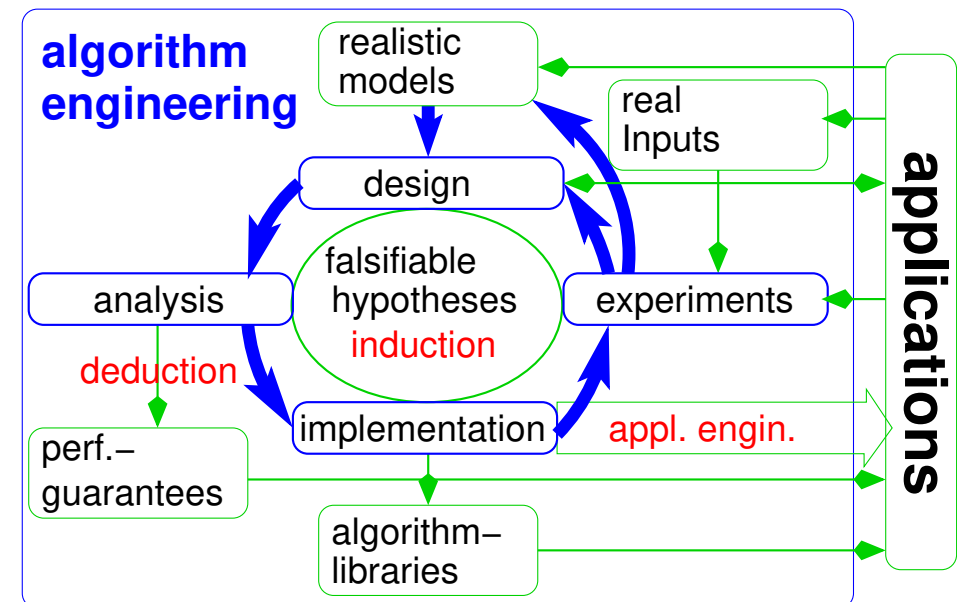 algorithm
engineering
realistic
models
real
Inputs
design
falsifiable
hypotheses
induction
analysis
experiments
deduction
implementation
appl. engin.
perf.−
guarantees
algorithm−
libraries
applications